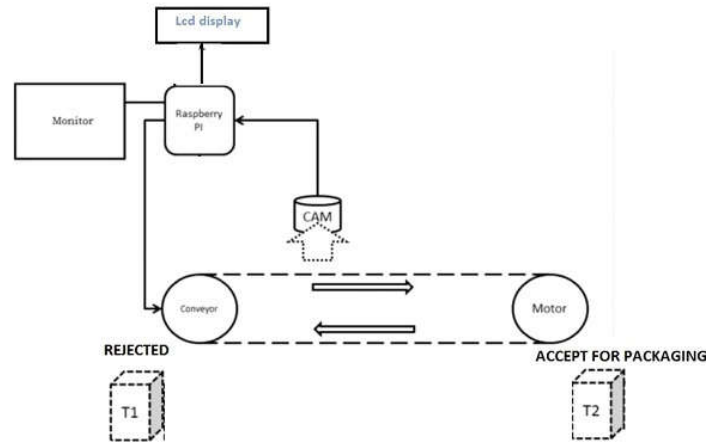 Lcd display
Monitor
Raspberry
PI
CAM
Conveyor
Motor
REJECTED
ACCEPT FOR PACKAGING
T1
T2